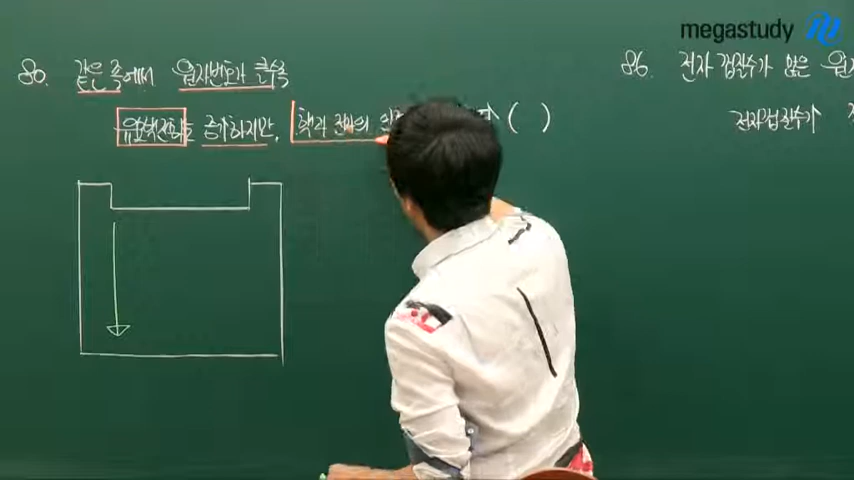 megastudy
80. 같은 족에서 원자번호가 클수록
유효핵전하는 증가하지만, 핵과 전자의 인 ( )
86. 전자 껍질수가 많은
전자껍질수가